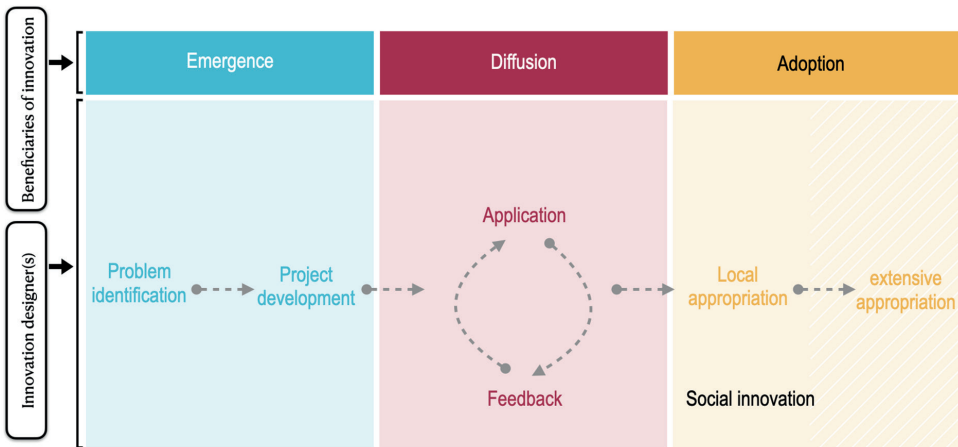 Beneficiaries of innovation
Innovation designer(s)
Emergence
Diffusion
Adoption
Problem
identification
Project
development
Application
Feedback
Local
appropriation
extensive
appropriation
Social innovation